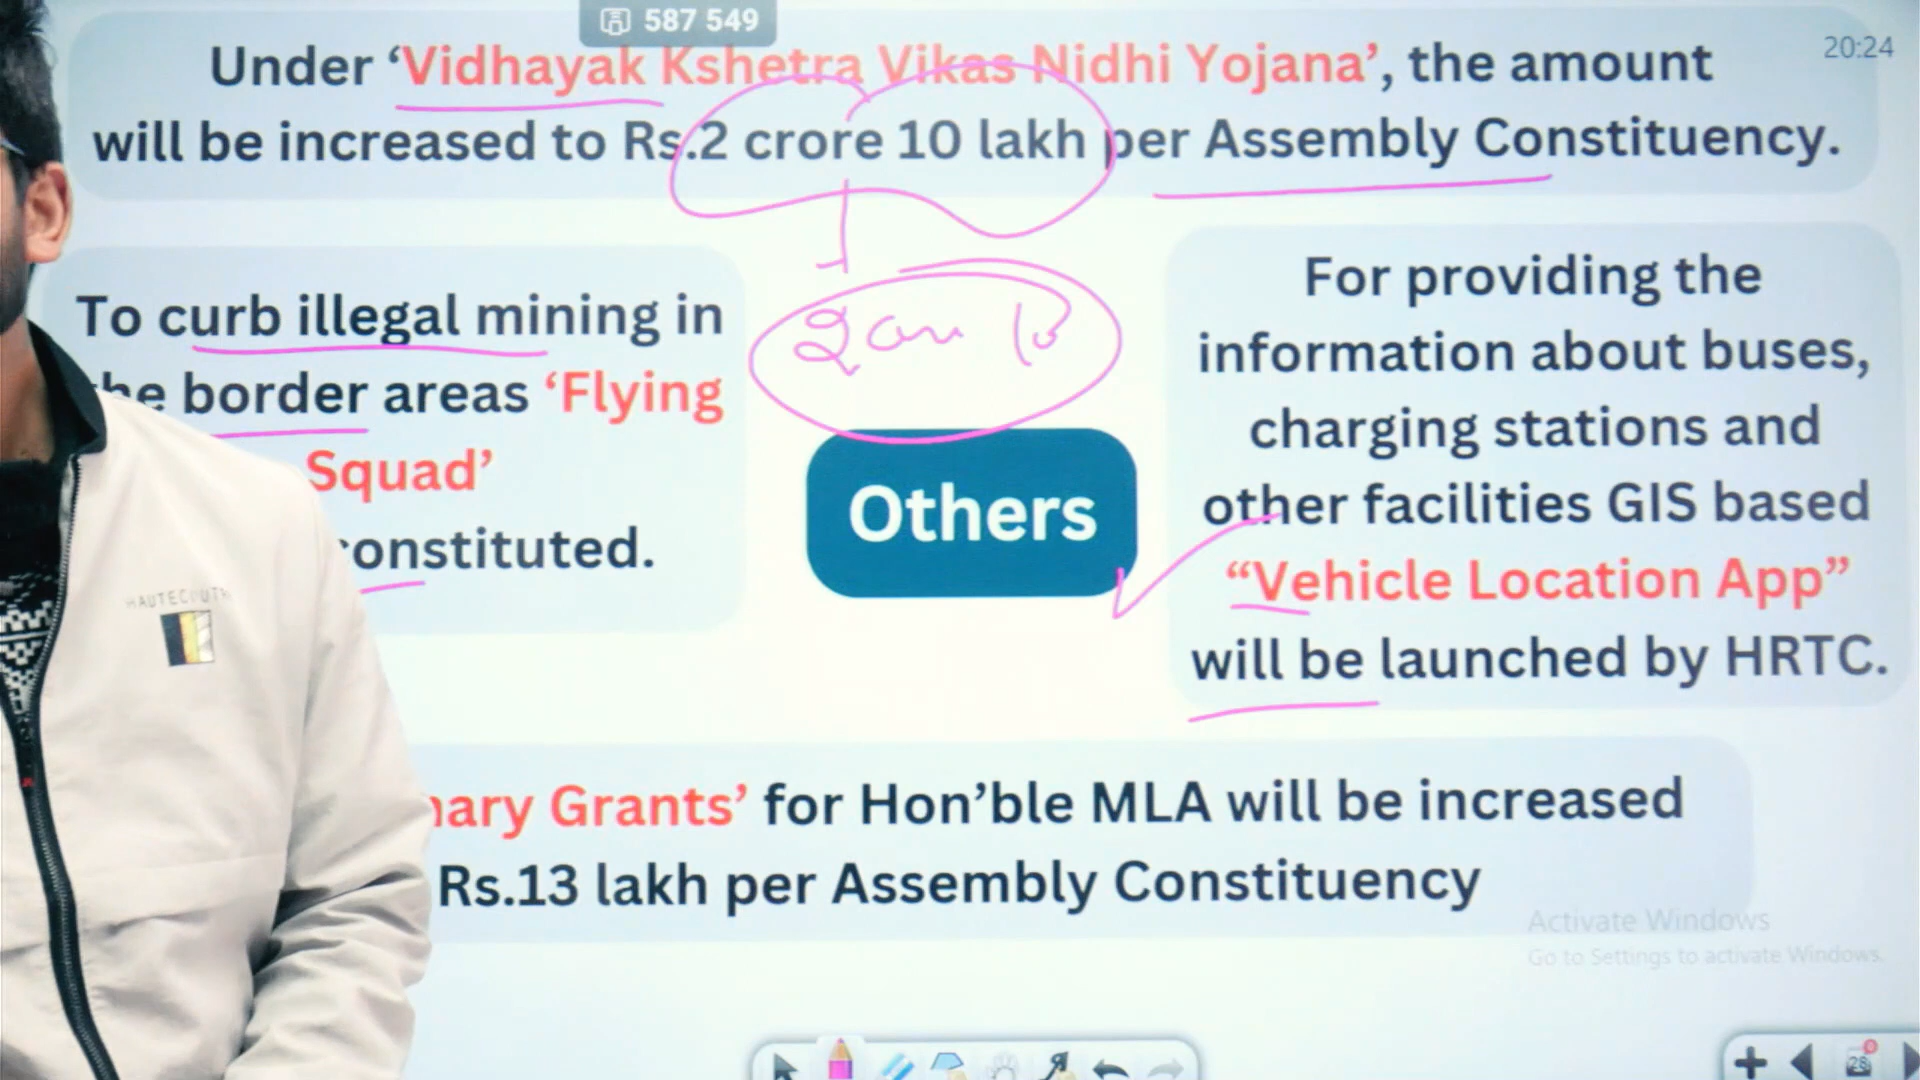 587 549
20:24
Under ‘Vidhayak Kshetra Vikas Nidhi Yojana’, the amount
will be increased to Rs.2 crore 10 lakh per Assembly Constituency.
To curb illegal mining in
he border areas ‘Flying
Squad’
constituted.
Others
For providing the
information about buses,
charging stations and
other facilities GIS based
“Vehicle Location App”
will be launched by HRTC.
nary Grants’ for Hon’ble MLA will be increased
Rs.13 lakh per Assembly Constituency
Activate Windows
Go to Settings to activate Windows.
28